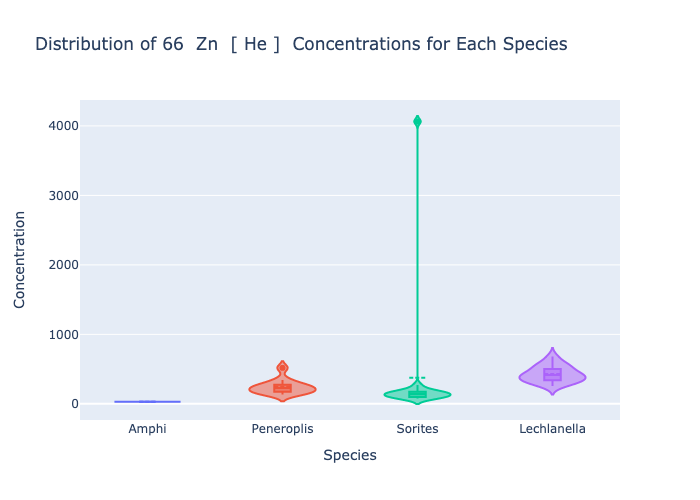 Distribution of 66 Zn [ He ] Concentrations for Each Species
Concentration
4000
3000
2000
1000
0
Amphi Peneroplis Sorites Lechlanella
Species